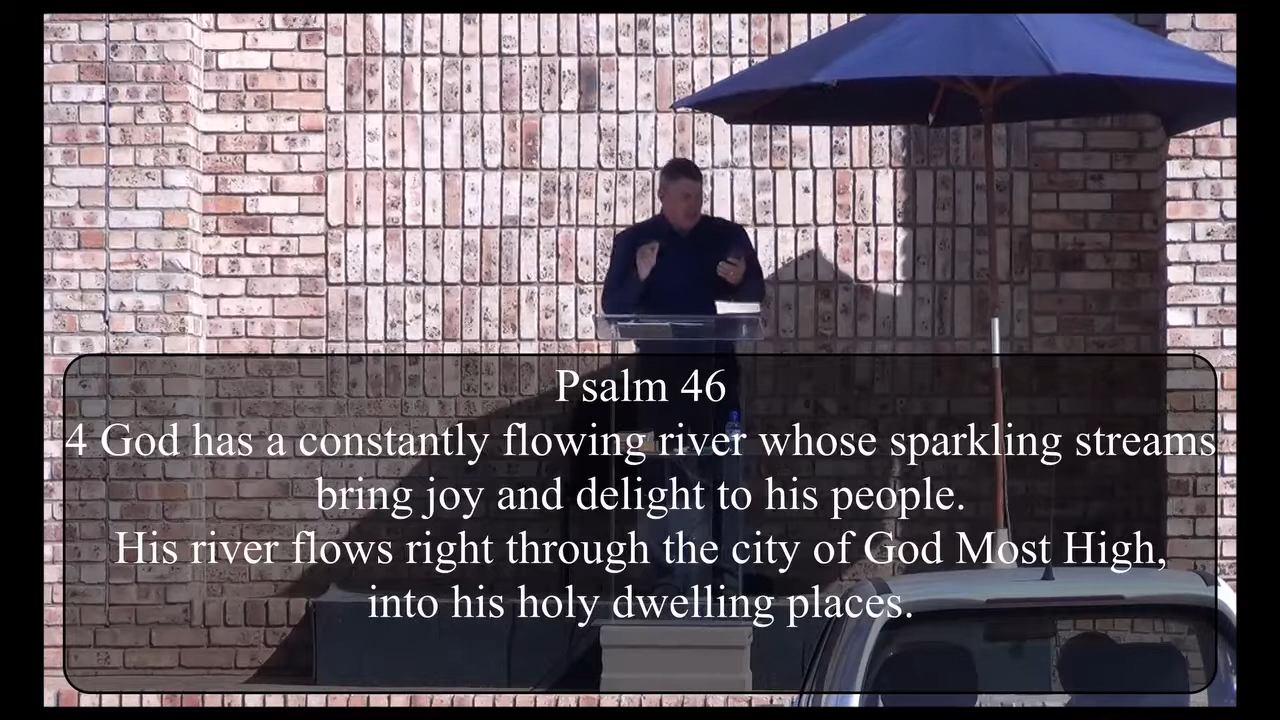 Psalm 46
4 God has a constantly flowing river whose sparkling streams
bring joy and delight to his people.
His river flows right through the city of God Most High,
into his holy dwelling places.